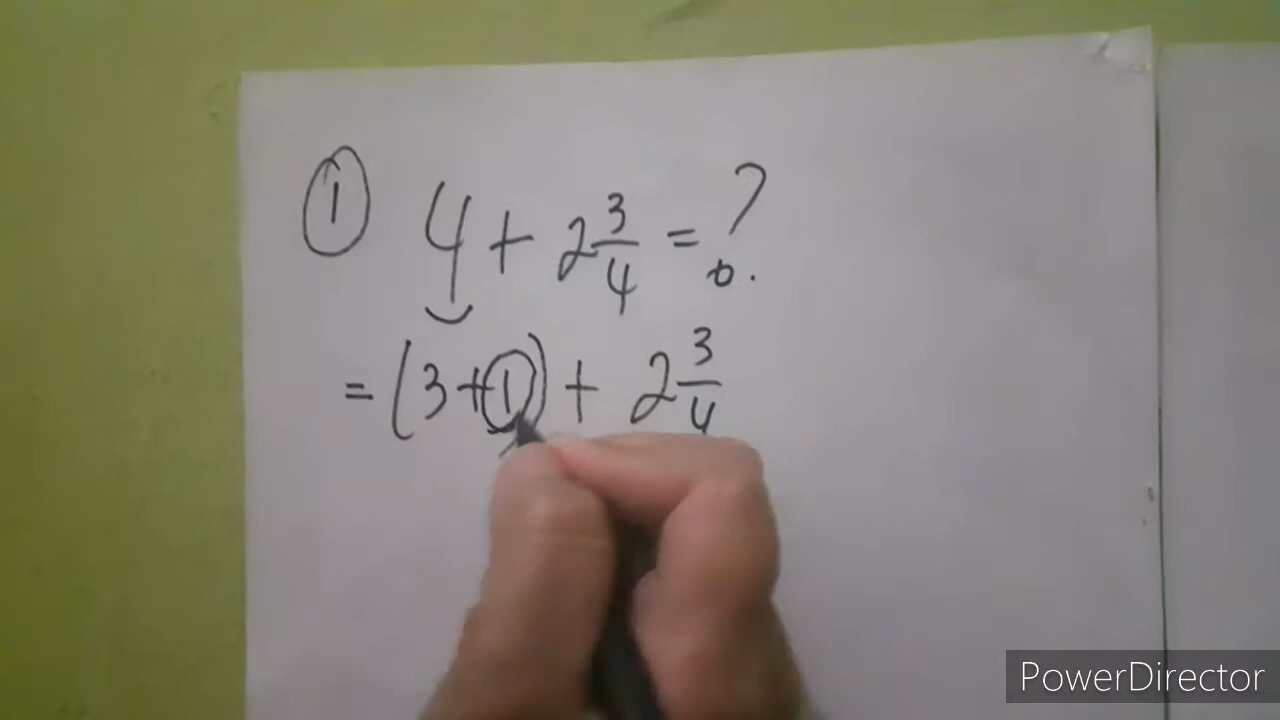 ① 4 + 2 3/4 = ?
= (3+1) + 2 3/4
PowerDirector